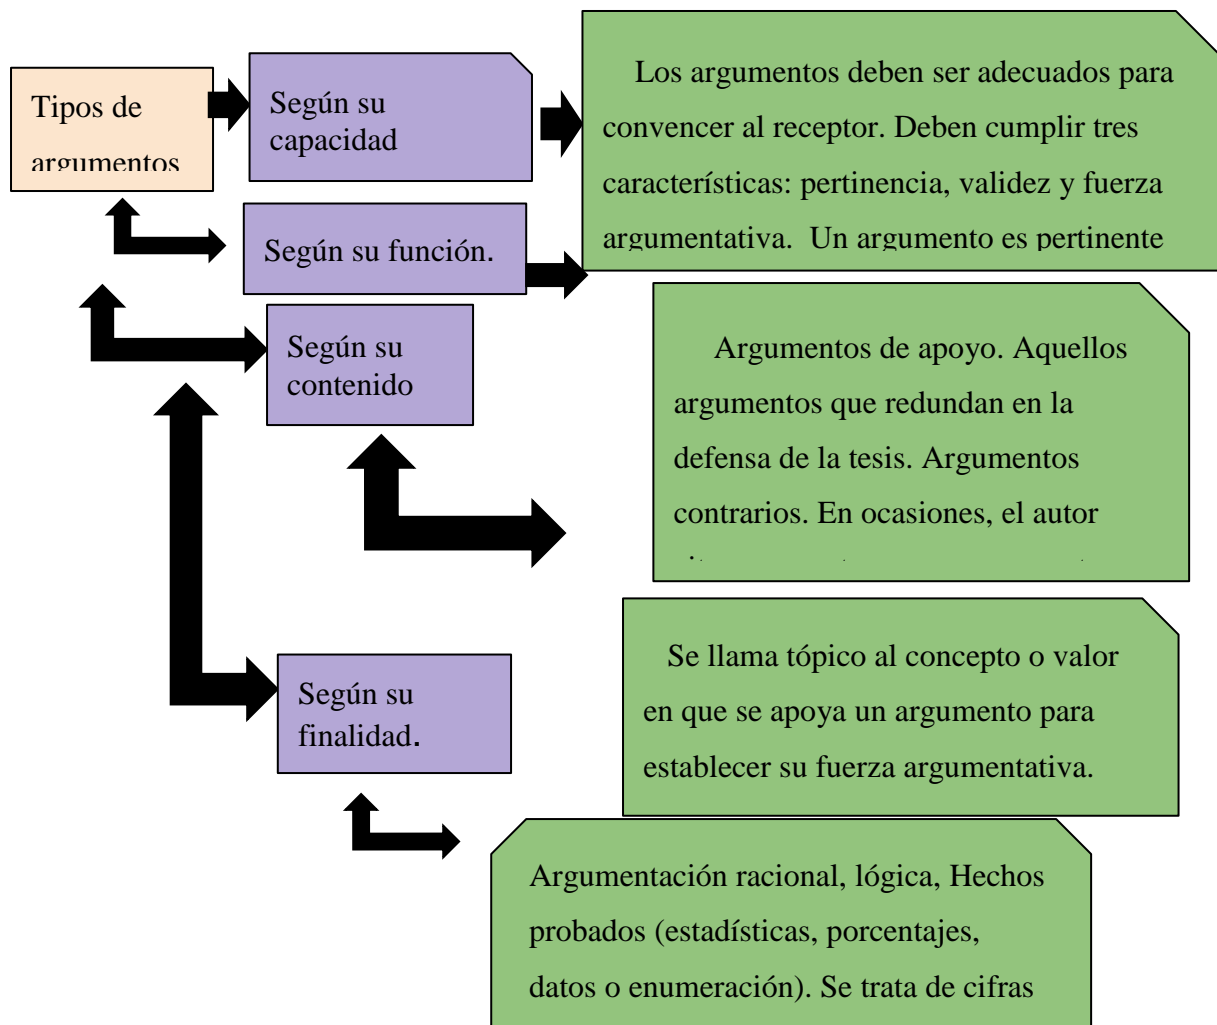 Tipos de
argumentos
Según su
capacidad
Los argumentos deben ser adecuados para
convencer al receptor. Deben cumplir tres
características: pertinencia, validez y fuerza
argumentativa. Un argumento es pertinente
Según su función.
Argumentos de apoyo. Aquellos
argumentos que redundan en la
defensa de la tesis. Argumentos
contrarios. En ocasiones, el autor
Según su
contenido
Se llama tópico al concepto o valor
en que se apoya un argumento para
establecer su fuerza argumentativa.
Según su
finalidad.
Argumentación racional, lógica, Hechos
probados (estadísticas, porcentajes,
datos o enumeración). Se trata de cifras